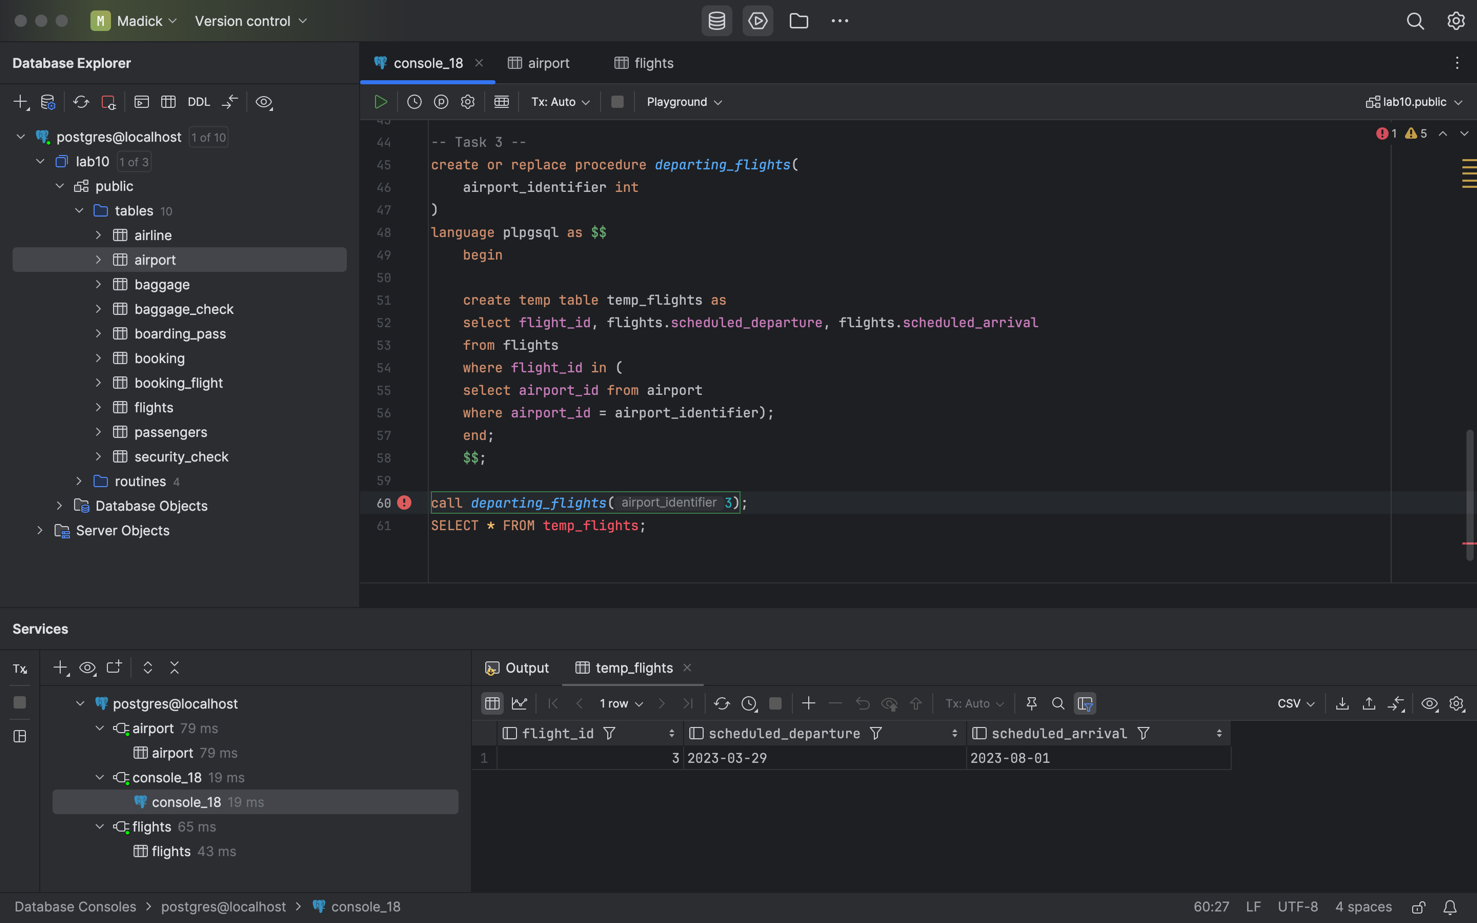 M Madick
Version control
Database Explorer
DDL
postgres@localhost 1 of 10
lab10 1 of 3
public
tables 10
airline
airport
baggage
baggage_check
boarding_pass
booking
booking_flight
flights
passengers
security_check
routines 4
Database Objects
Server Objects
console_18
airport
flights
Tx: Auto
Playground
lab10.public
1 5
43
44 -- Task 3 --
45 create or replace procedure departing_flights(
46 airport_identifier int
47 )
48 language plpgsql as $$
49 begin
50
51 create temp table temp_flights as
52 select flight_id, flights.scheduled_departure, flights.scheduled_arrival
53 from flights
54 where flight_id in (
55 select airport_id from airport
56 where airport_id = airport_identifier);
57 end;
58 $$;
59
60 call departing_flights( airport_identifier 3);
61 SELECT * FROM temp_flights;
Services
Tx
postgres@localhost
airport 79 ms
airport 79 ms
console_18 19 ms
console_18 19 ms
flights 65 ms
flights 43 ms
Output
temp_flights
1 row
Tx: Auto
CSV
flight_id scheduled_departure scheduled_arrival
1 3 2023-03-29 2023-08-01
Database Consoles > postgres@localhost > console_18
60:27 LF UTF-8 4 spaces